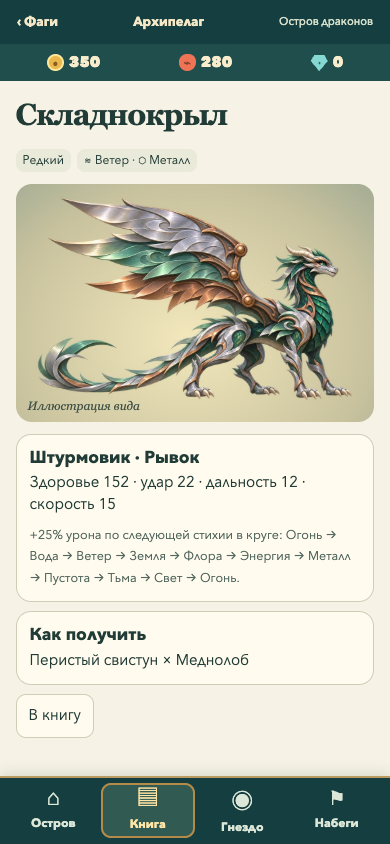 ‹ Фаги
Архипелаг
Остров драконов
350
280
0
Складнокрыл
Редкий
≋ Ветер · ⬡ Металл
Иллюстрация вида
Штурмовик · Рывок
Здоровье 152 · удар 22 · дальность 12 ·
скорость 15
+25% урона по следующей стихии в круге: Огонь →
Вода → Ветер → Земля → Флора → Энергия → Металл
→ Пустота → Тьма → Свет → Огонь.
Как получить
Перистый свистун × Меднолоб
В книгу
Остров
Книга
Гнездо
Набеги